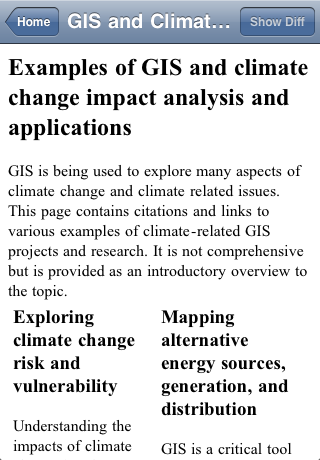 Home
GIS and Climat...
Show Diff
Examples of GIS and climate
change impact analysis and
applications
GIS is being used to explore many aspects of
climate change and climate related issues.
This page contains citations and links to
various examples of climate-related GIS
projects and research. It is not comprehensive
but is provided as an introductory overview to
the topic.
Exploring
climate change
risk and
vulnerability
Understanding the
impacts of climate
Mapping
alternative
energy sources,
generation, and
distribution
GIS is a critical tool